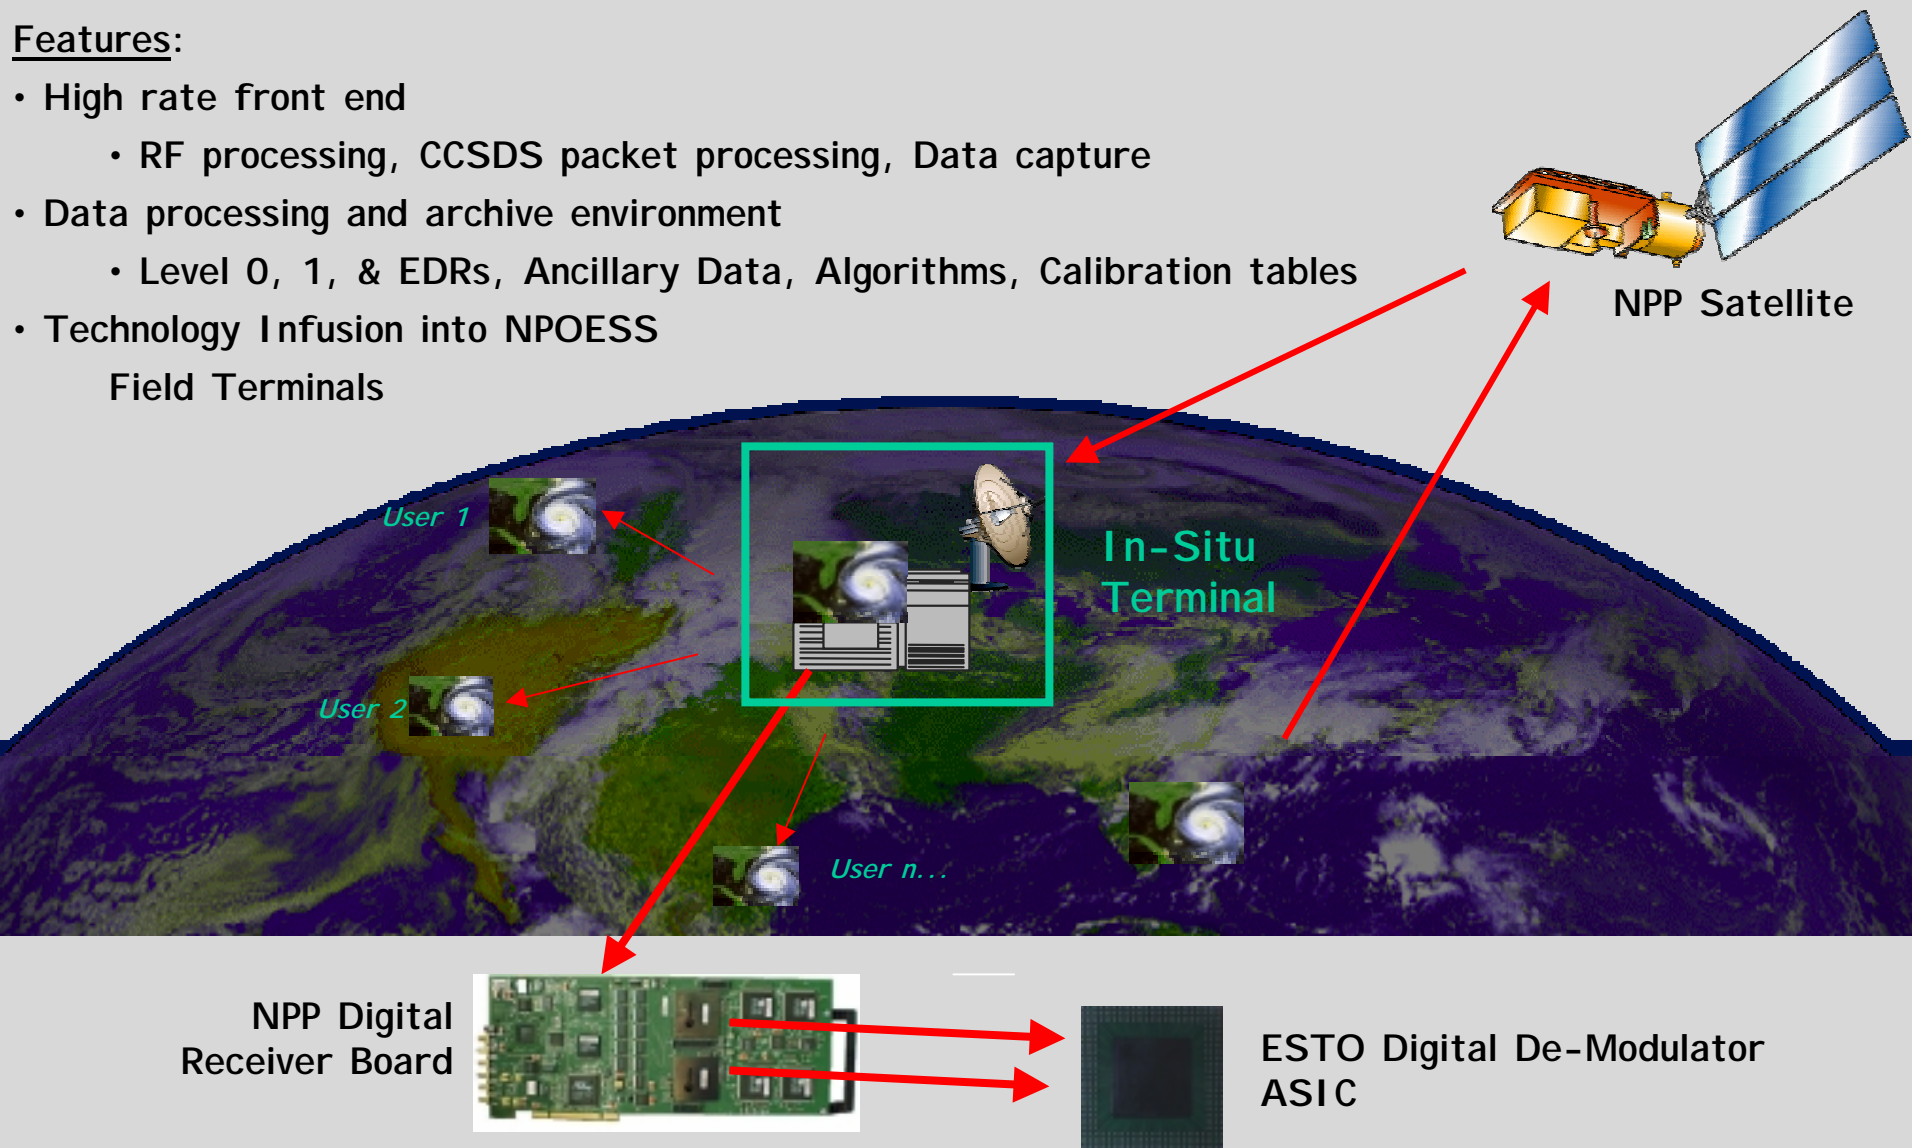 Features:
• High rate front end
• RF processing, CCSDS packet processing, Data capture
• Data processing and archive environment
• Level 0, 1, & EDRs, Ancillary Data, Algorithms, Calibration tables
• Technology Infusion into NPOESS
Field Terminals
NPP Satellite
User 1
In-Situ
Terminal
User 2
User n...
NPP Digital
Receiver Board
ESTO Digital De-Modulator
ASIC